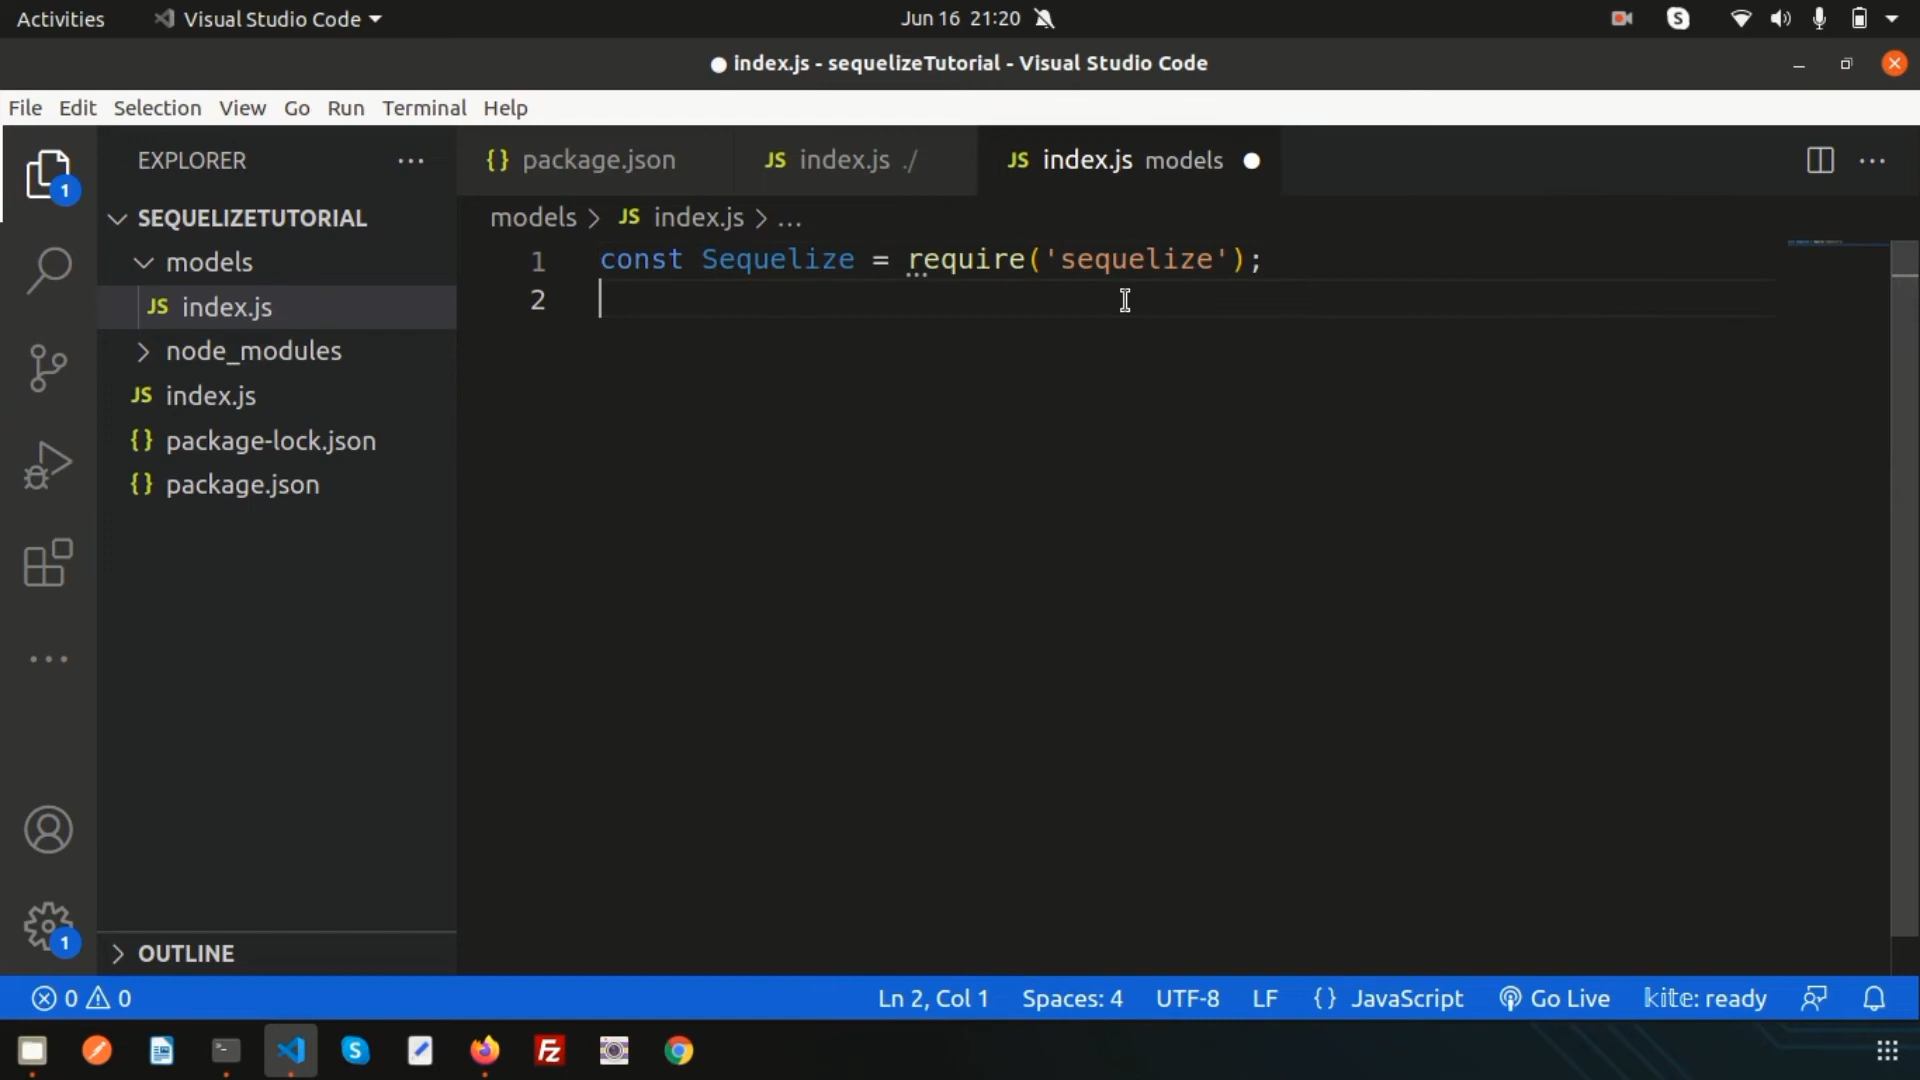 Activities Visual Studio Code Jun 16 21:20
index.js - sequelizeTutorial - Visual Studio Code
File Edit Selection View Go Run Terminal Help
EXPLORER ... {} package.json JS index.js ./ JS index.js models ...
1
SEQUELIZETUTORIAL models > JS index.js > ...
models 1 const Sequelize = require('sequelize');
JS index.js 2
node_modules
JS index.js
{} package-lock.json
{} package.json
1
OUTLINE
0 0 Ln 2, Col 1 Spaces: 4 UTF-8 LF {} JavaScript Go Live kite: ready